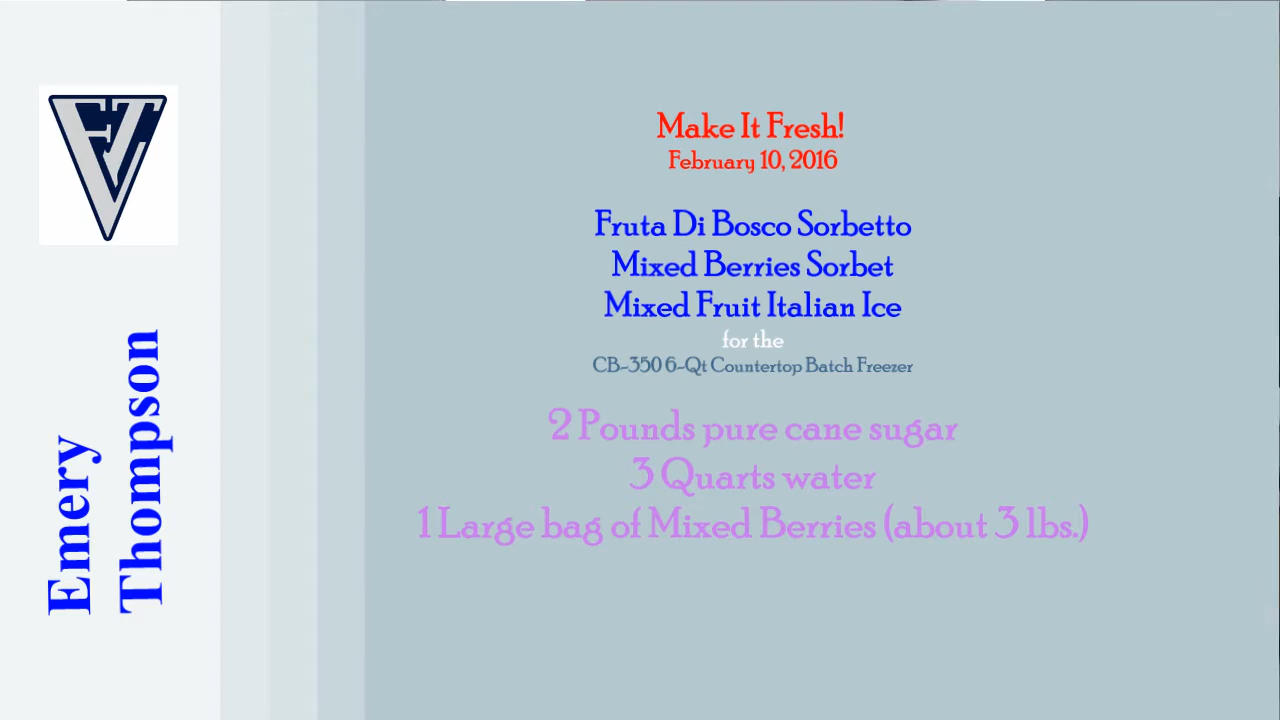 Make It Fresh!
February 10, 2016
Fruta Di Bosco Sorbetto
Mixed Berries Sorbet
Mixed Fruit Italian Ice
for the
CB-350 6-Qt Countertop Batch Freezer
2 Pounds pure cane sugar
3 Quarts water
1 Large bag of Mixed Berries (about 3 lbs.)
Emery
Thompson